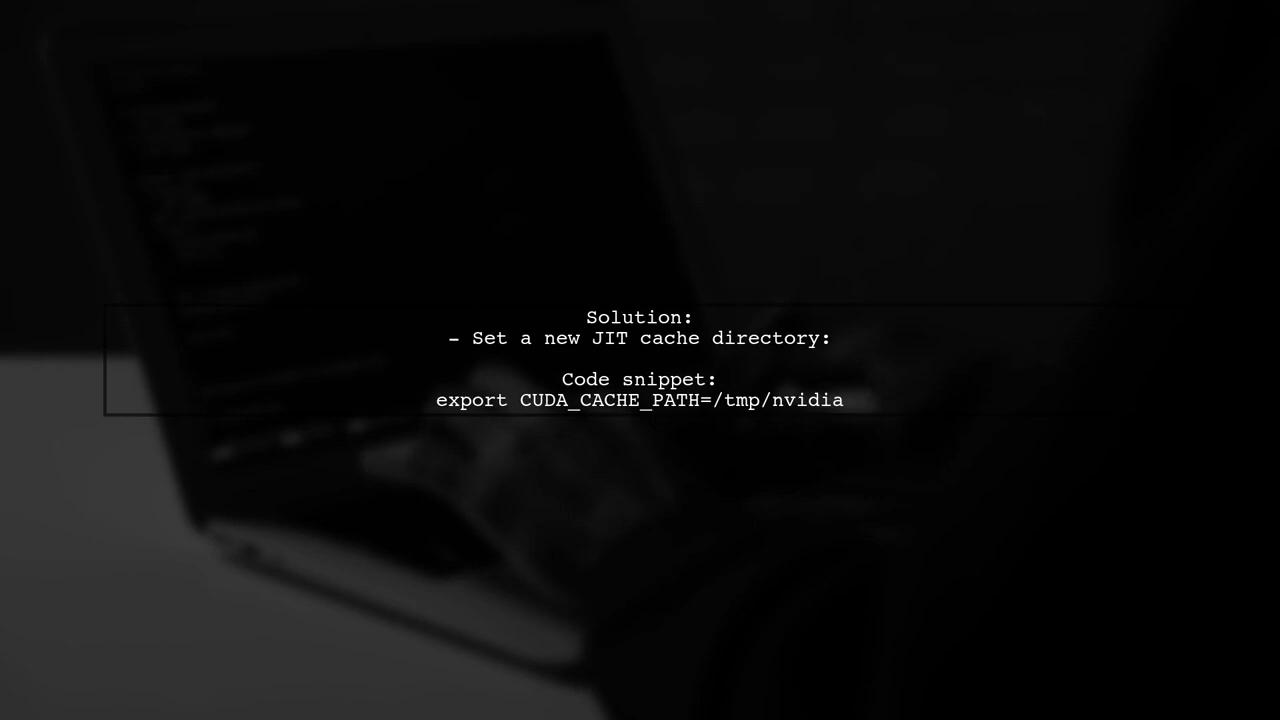 Solution:
- Set a new JIT cache directory:
Code snippet:
export CUDA_CACHE_PATH=/tmp/nvidia